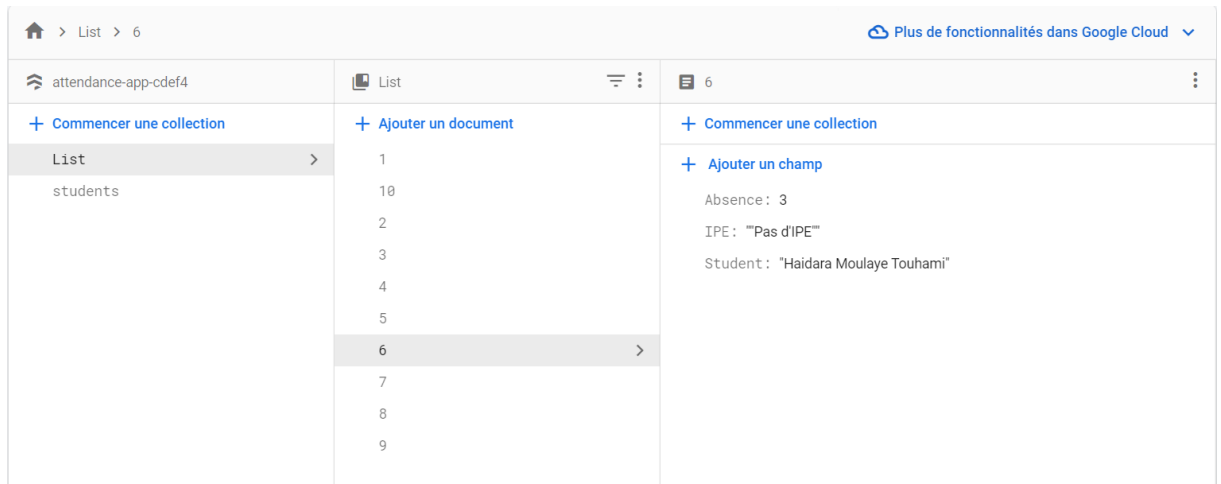 List > 6
Plus de fonctionnalités dans Google Cloud
attendance-app-cdef4
List
6
+ Commencer une collection
+ Ajouter un document
+ Commencer une collection
List
students
1
10
2
3
4
5
6
7
8
9
+ Ajouter un champ
Absence: 3
IPE: ""Pas d'IPE""
Student: "Haidara Moulaye Touhami"